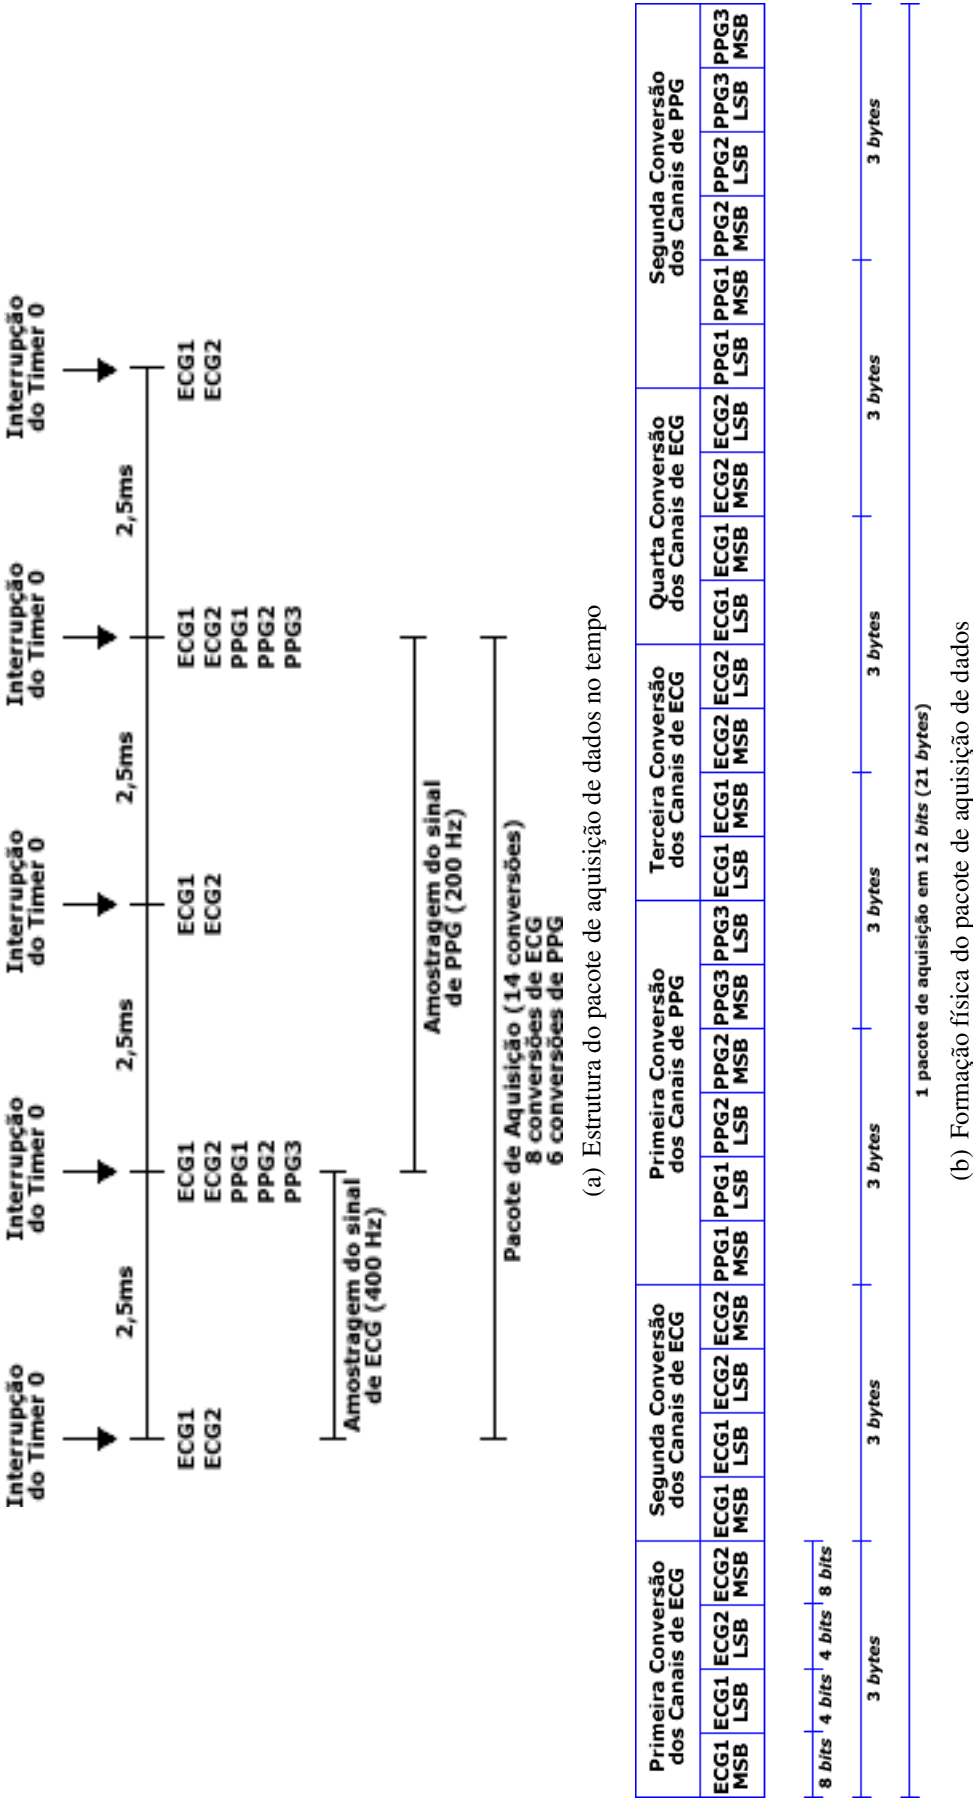 Interrupção
do Timer 0
Interrupção
do Timer 0
Interrupção
do Timer 0
Interrupção
do Timer 0
Interrupção
do Timer 0
2,5ms
2,5ms
2,5ms
2,5ms
ECG1
ECG2
ECG1
ECG2
PPG1
PPG2
PPG3
ECG1
ECG2
ECG1
ECG2
PPG1
PPG2
PPG3
ECG1
ECG2
Amostragem do sinal
de ECG (400 Hz)
Amostragem do sinal
de PPG (200 Hz)
Pacote de Aquisição (14 conversões)
8 conversões de ECG
6 conversões de PPG
(a) Estrutura do pacote de aquisição de dados no tempo
Primeira Conversão
dos Canais de ECG
Segunda Conversão
dos Canais de ECG
Primeira Conversão
dos Canais de PPG
Terceira Conversão
dos Canais de ECG
Quarta Conversão
dos Canais de ECG
Segunda Conversão
dos Canais de PPG
ECG1 ECG1 ECG2 ECG2 ECG1 ECG1 ECG2 ECG2 PPG1 PPG1 PPG2 PPG2 PPG3 PPG3 ECG1 ECG1 ECG2 ECG2 ECG1 ECG1 ECG2 ECG2 PPG1 PPG1 PPG2 PPG2 PPG3 PPG3
MSB LSB LSB MSB MSB LSB LSB MSB MSB LSB LSB MSB MSB LSB LSB MSB MSB LSB LSB MSB MSB LSB LSB MSB MSB LSB LSB MSB
8 bits 4 bits 4 bits 8 bits
3 bytes 3 bytes 3 bytes 3 bytes 3 bytes 3 bytes 3 bytes
1 pacote de aquisição em 12 bits (21 bytes)
(b) Formação física do pacote de aquisição de dados